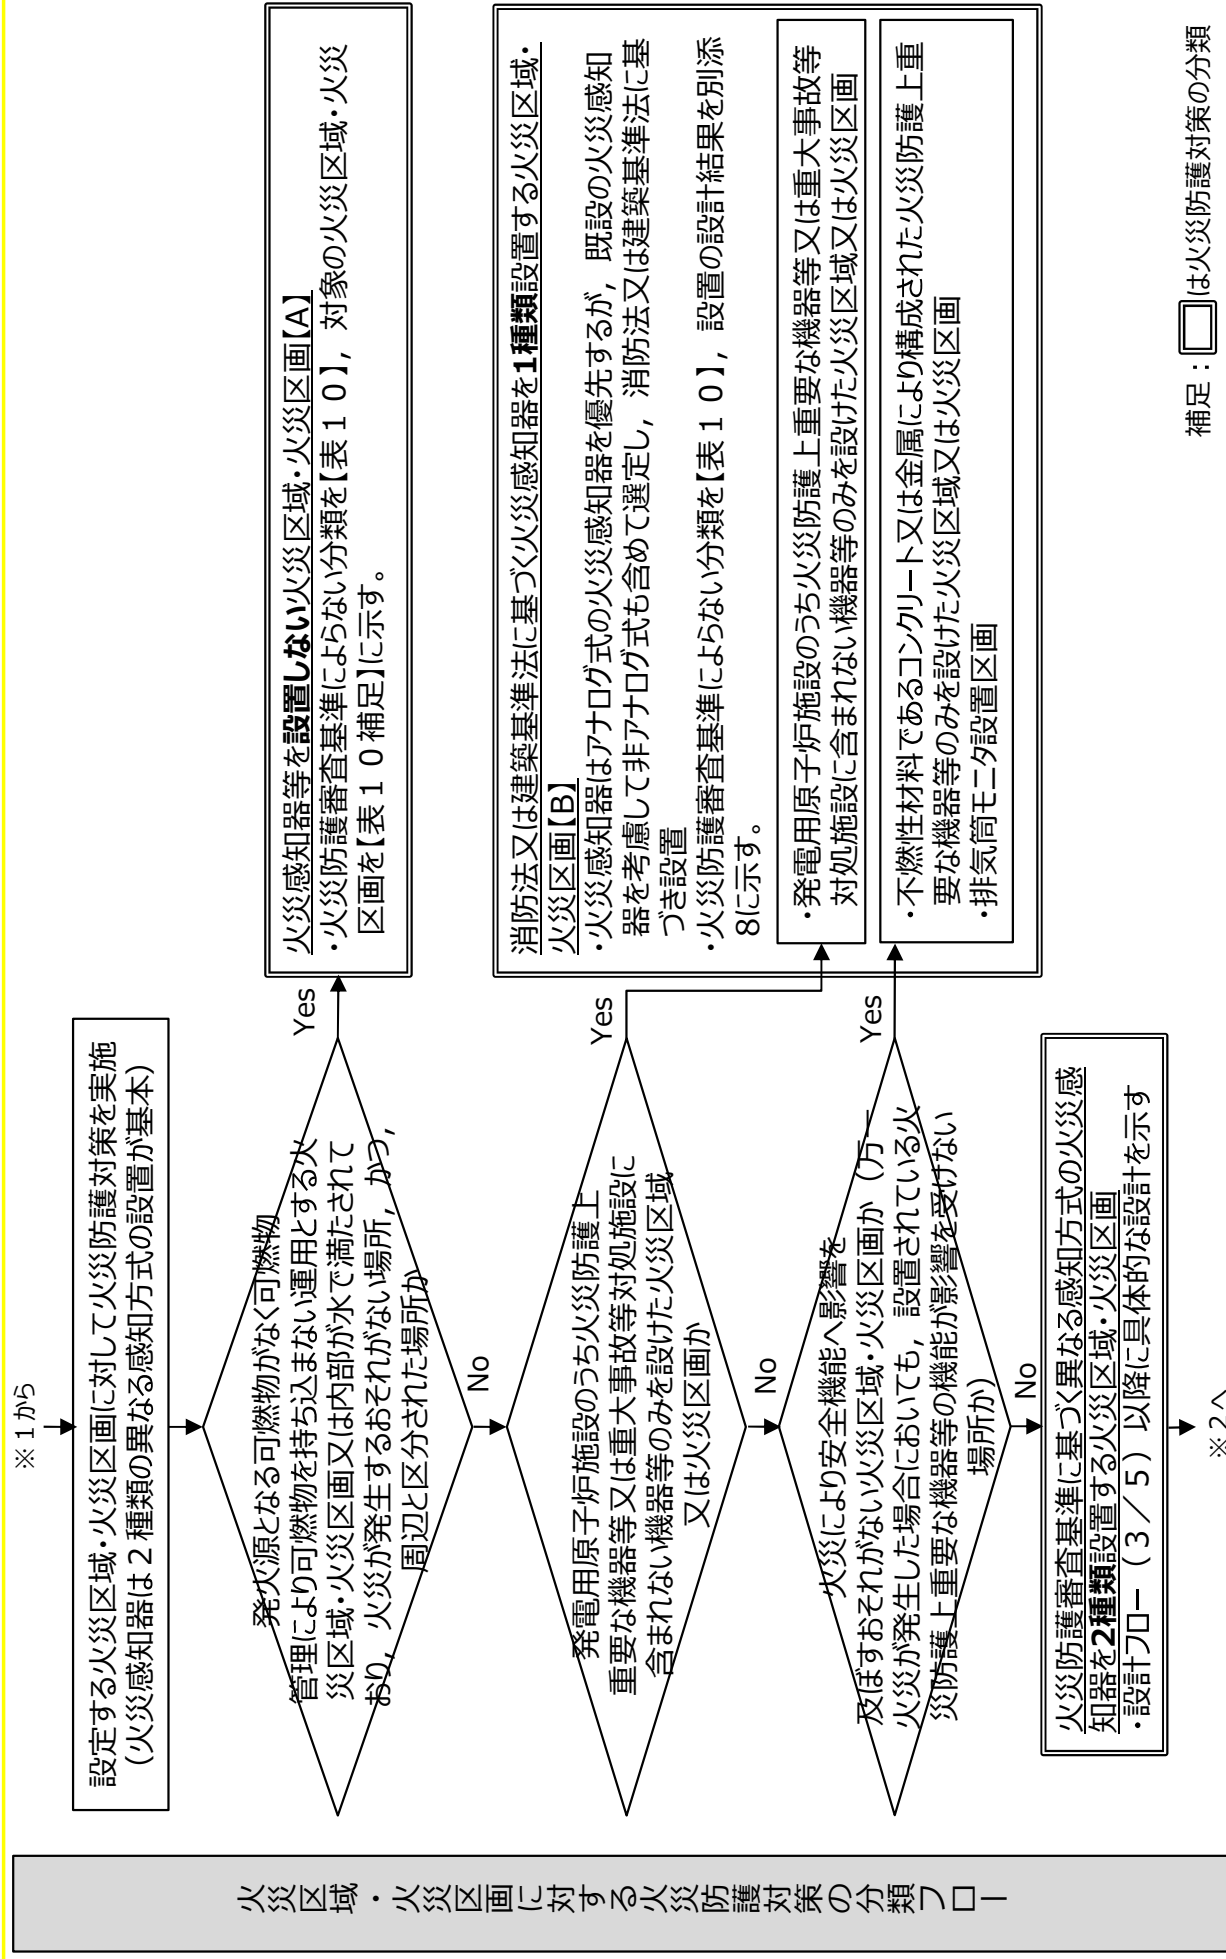 火災区域・火災区画に対する火災防護対策の分類フロー
※1から
設定する火災区域・火災区画に対して火災防護対策を実施
(火災感知器は2種類の異なる感知方式の設置が基本)
発火源となる可燃物がなく可燃物
管理により可燃物を持ち込まない運用とする火
災区域・火災区画又は内部が水で満たされて
おり，火災が発生するおそれがない場所，かつ，
周辺と区分された場所か
Yes
火災感知器等を設置しない火災区域・火災区画【A】
・火災防護審査基準によらない分類を【表１０】，対象の火災区域・火災
区画を【表１０補足】に示す。
No
発電用原子炉施設のうち火災防護上
重要な機器等又は重大事故等対処施設に
含まれない機器等のみを設けた火災区域
又は火災区画か
Yes
消防法又は建築基準法に基づく火災感知器を1種類設置する火災区域・
火災区画【B】
・火災感知器はアナログ式の火災感知器を優先するが，既設の火災感知
器を考慮して非アナログ式も含めて選定し，消防法又は建築基準法に基
づき設置
・火災防護審査基準によらない分類を【表１０】，設置の設計結果を別添
8に示す。
・発電用原子炉施設のうち火災防護上重要な機器等又は重大事故等
対処施設に含まれない機器等のみを設けた火災区域又は火災区画
No
火災により安全機能へ影響を
及ぼすおそれがない火災区域・火災区画か（万一
火災が発生した場合においても，設置されている火
災防護上重要な機器等の機能が影響を受けない
場所か）
Yes
・不燃性材料であるコンクリート又は金属により構成された火災防護上重
要な機器等のみを設けた火災区域又は火災区画
・排気筒モニタ設置区画
No
火災防護審査基準に基づく異なる感知方式の火災感
知器を2種類設置する火災区域・火災区画
・設計フロー（３／５）以降に具体的な設計を示す
※2へ
補足：は火災防護対策の分類